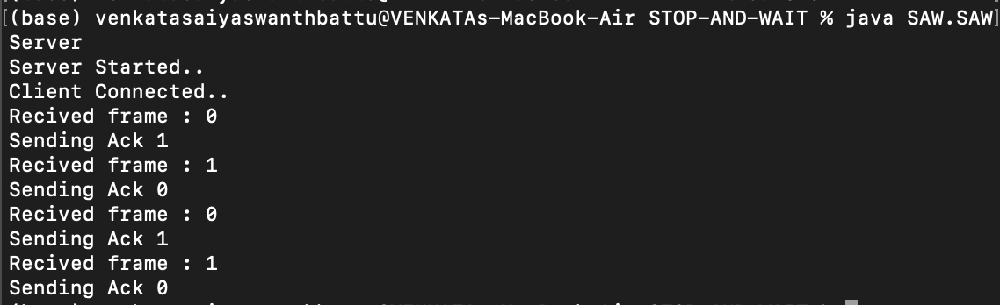 [(base) venkatasaiyaswanthbattu@VENKATAs-MacBook-Air STOP-AND-WAIT % java SAW.SAW]
Server
Server Started..
Client Connected..
Recived frame : 0
Sending Ack 1
Recived frame : 1
Sending Ack 0
Recived frame : 0
Sending Ack 1
Recived frame : 1
Sending Ack 0